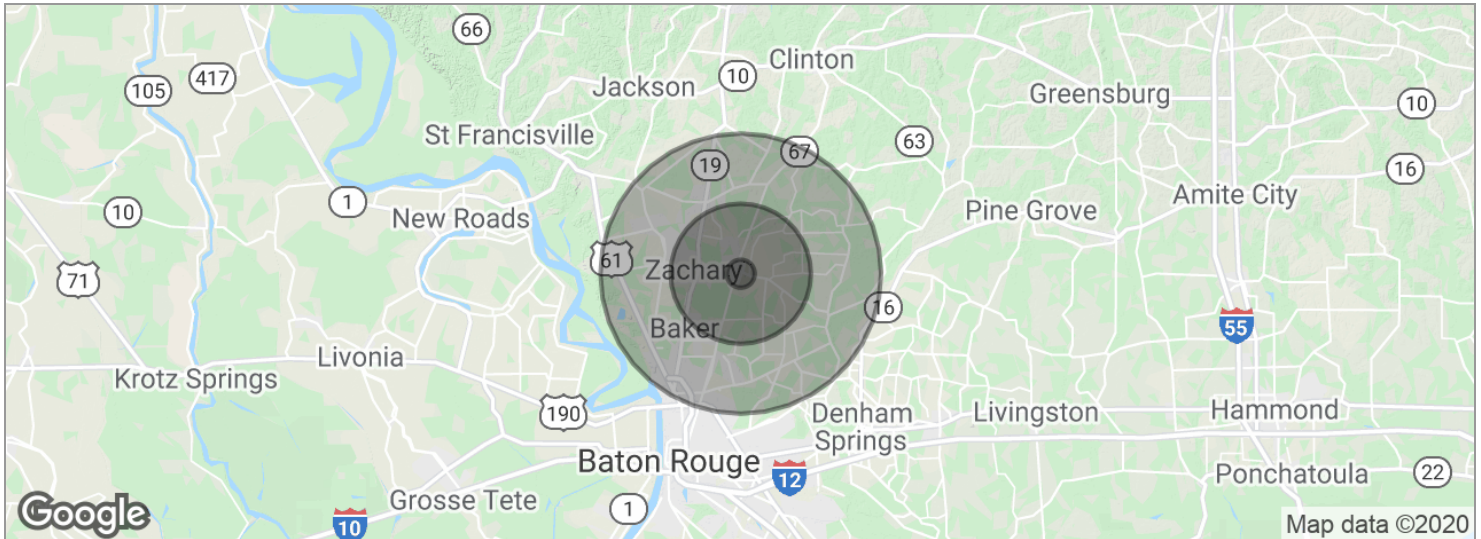 66
Clinton
417
10
105
Jackson
Greensburg
10
St Francisville
63
67
19
16
1
Amite City
10
New Roads
Pine Grove
61
Zachary
71
16
Baker
55
Livonia
Krotz Springs
190
Denham
Springs
Livingston
Hammond
Baton Rouge
12
Ponchatoula
22
Grosse Tete
1
Google
10
Map data ©2020